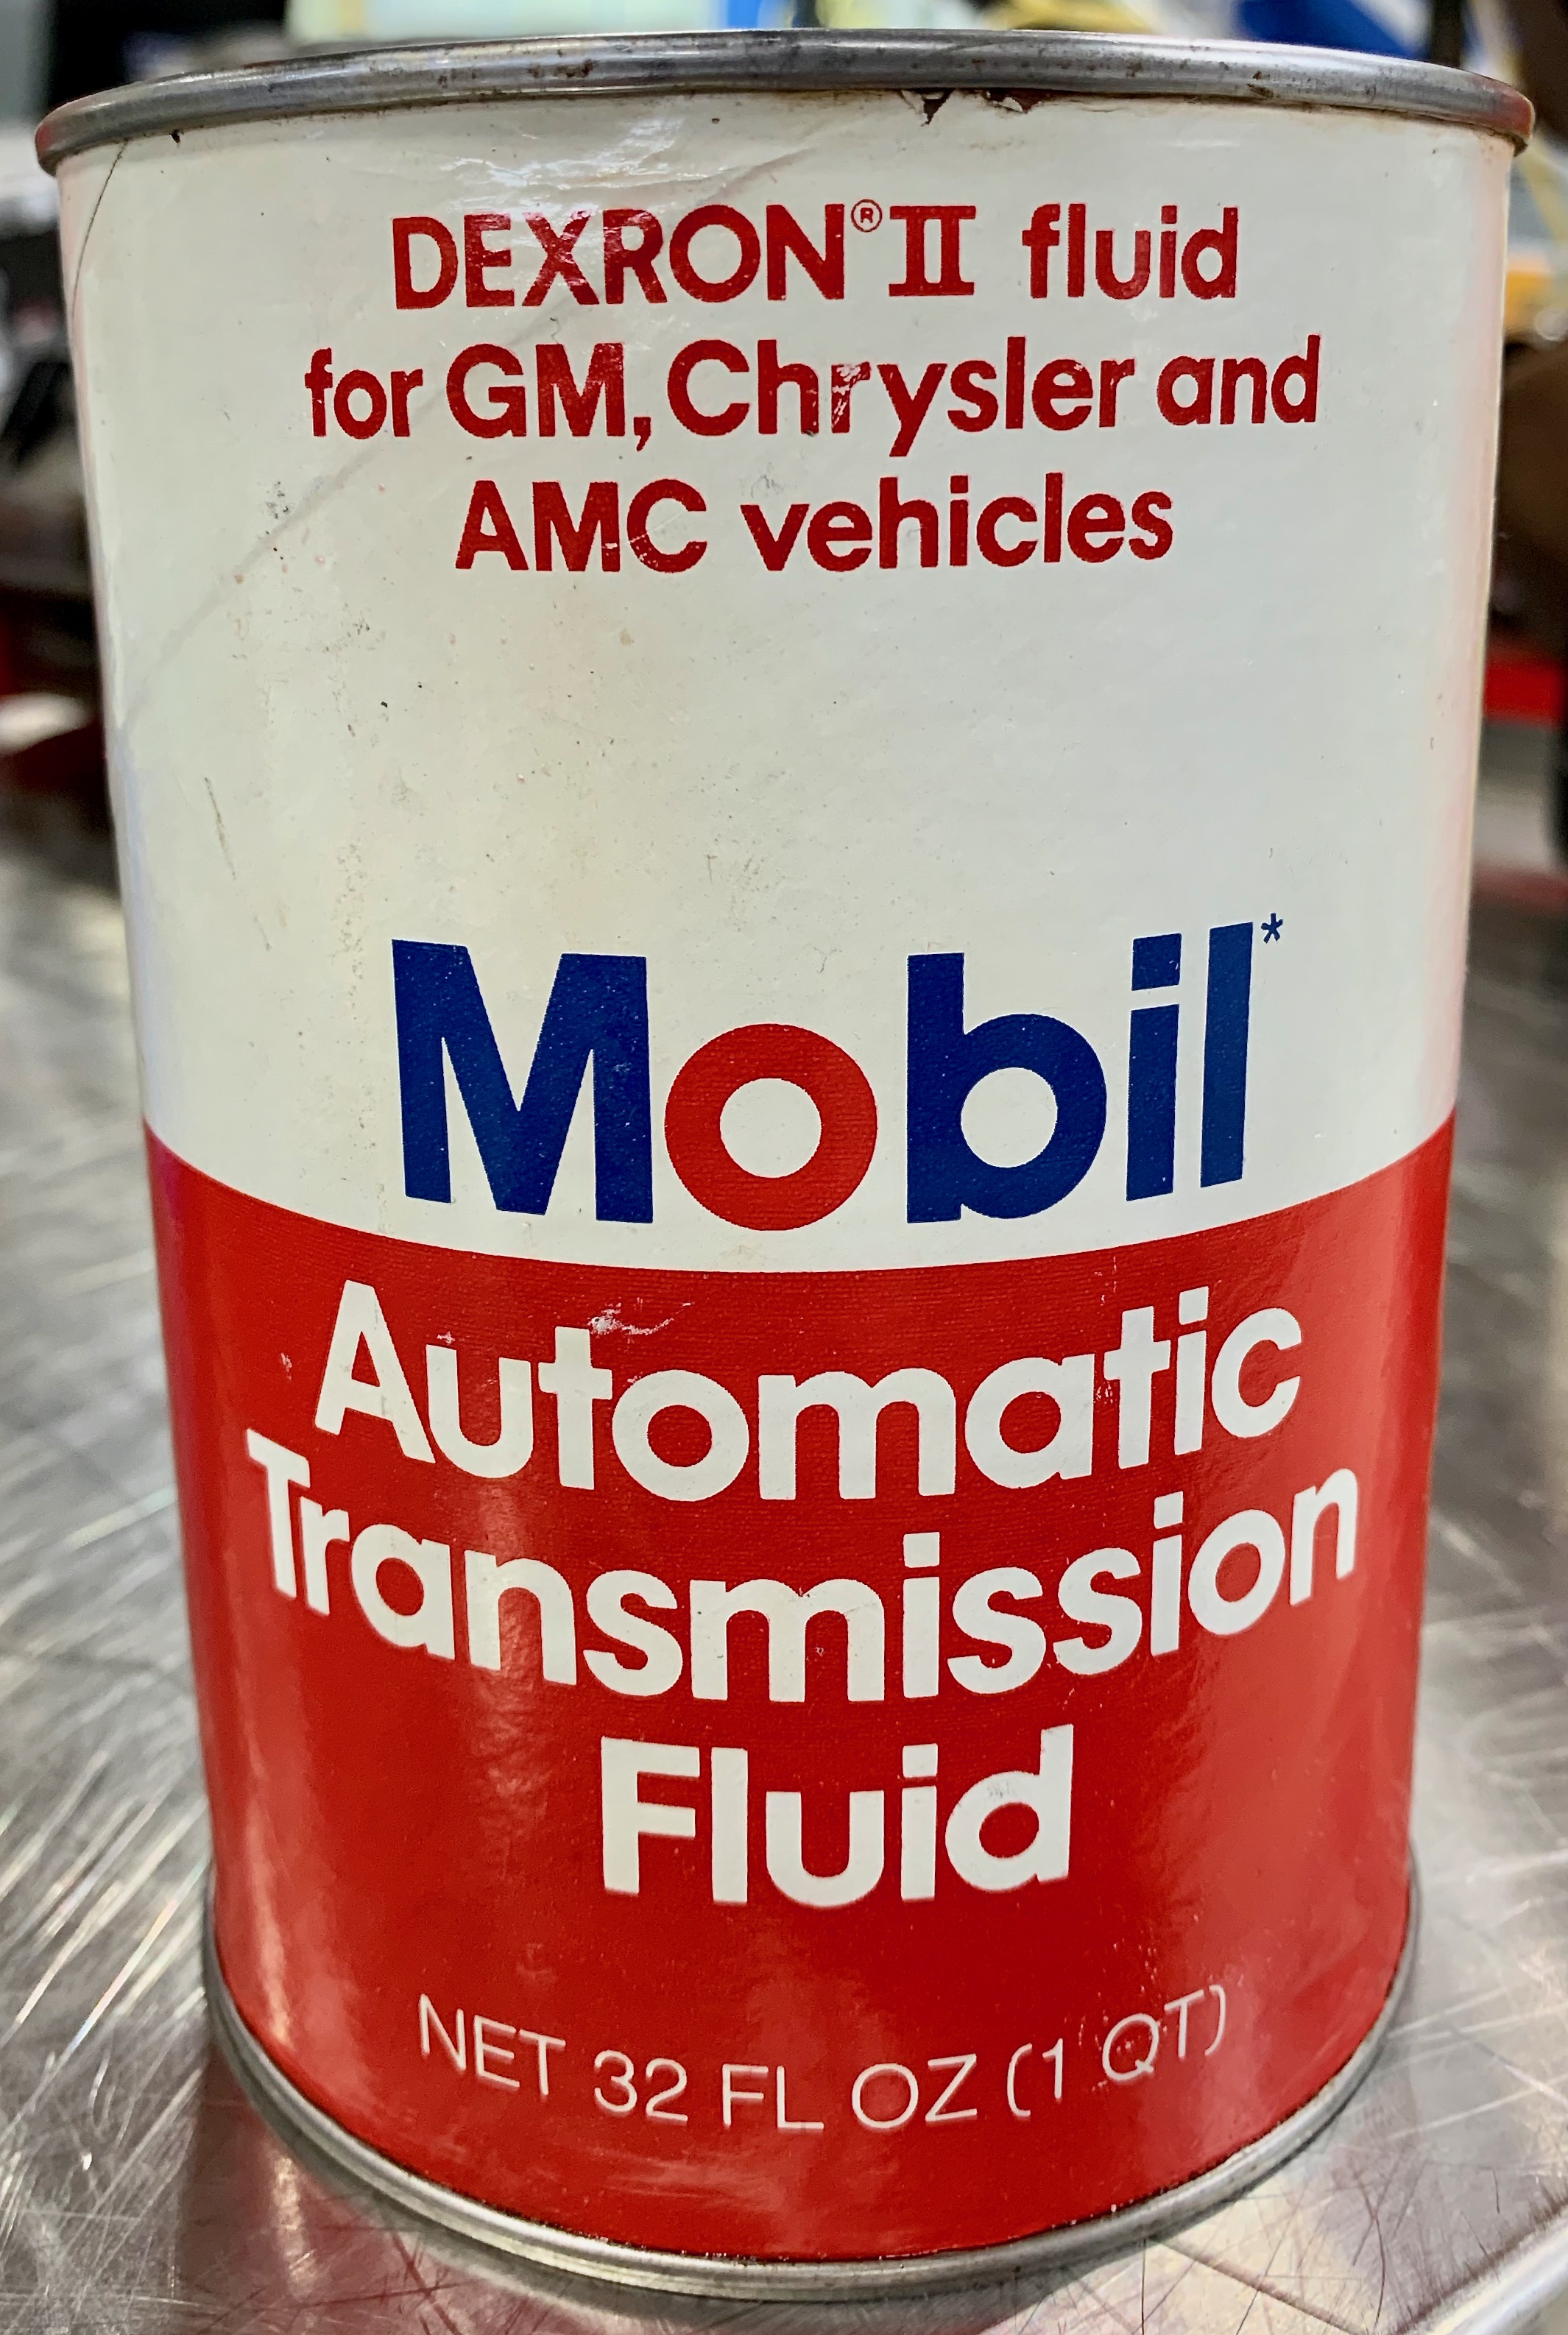 DEXRON® II fluid
for GM, Chrysler and
AMC vehicles
Mobil*
Automatic
Transmission
Fluid
NET 32 FL OZ (1 QT)